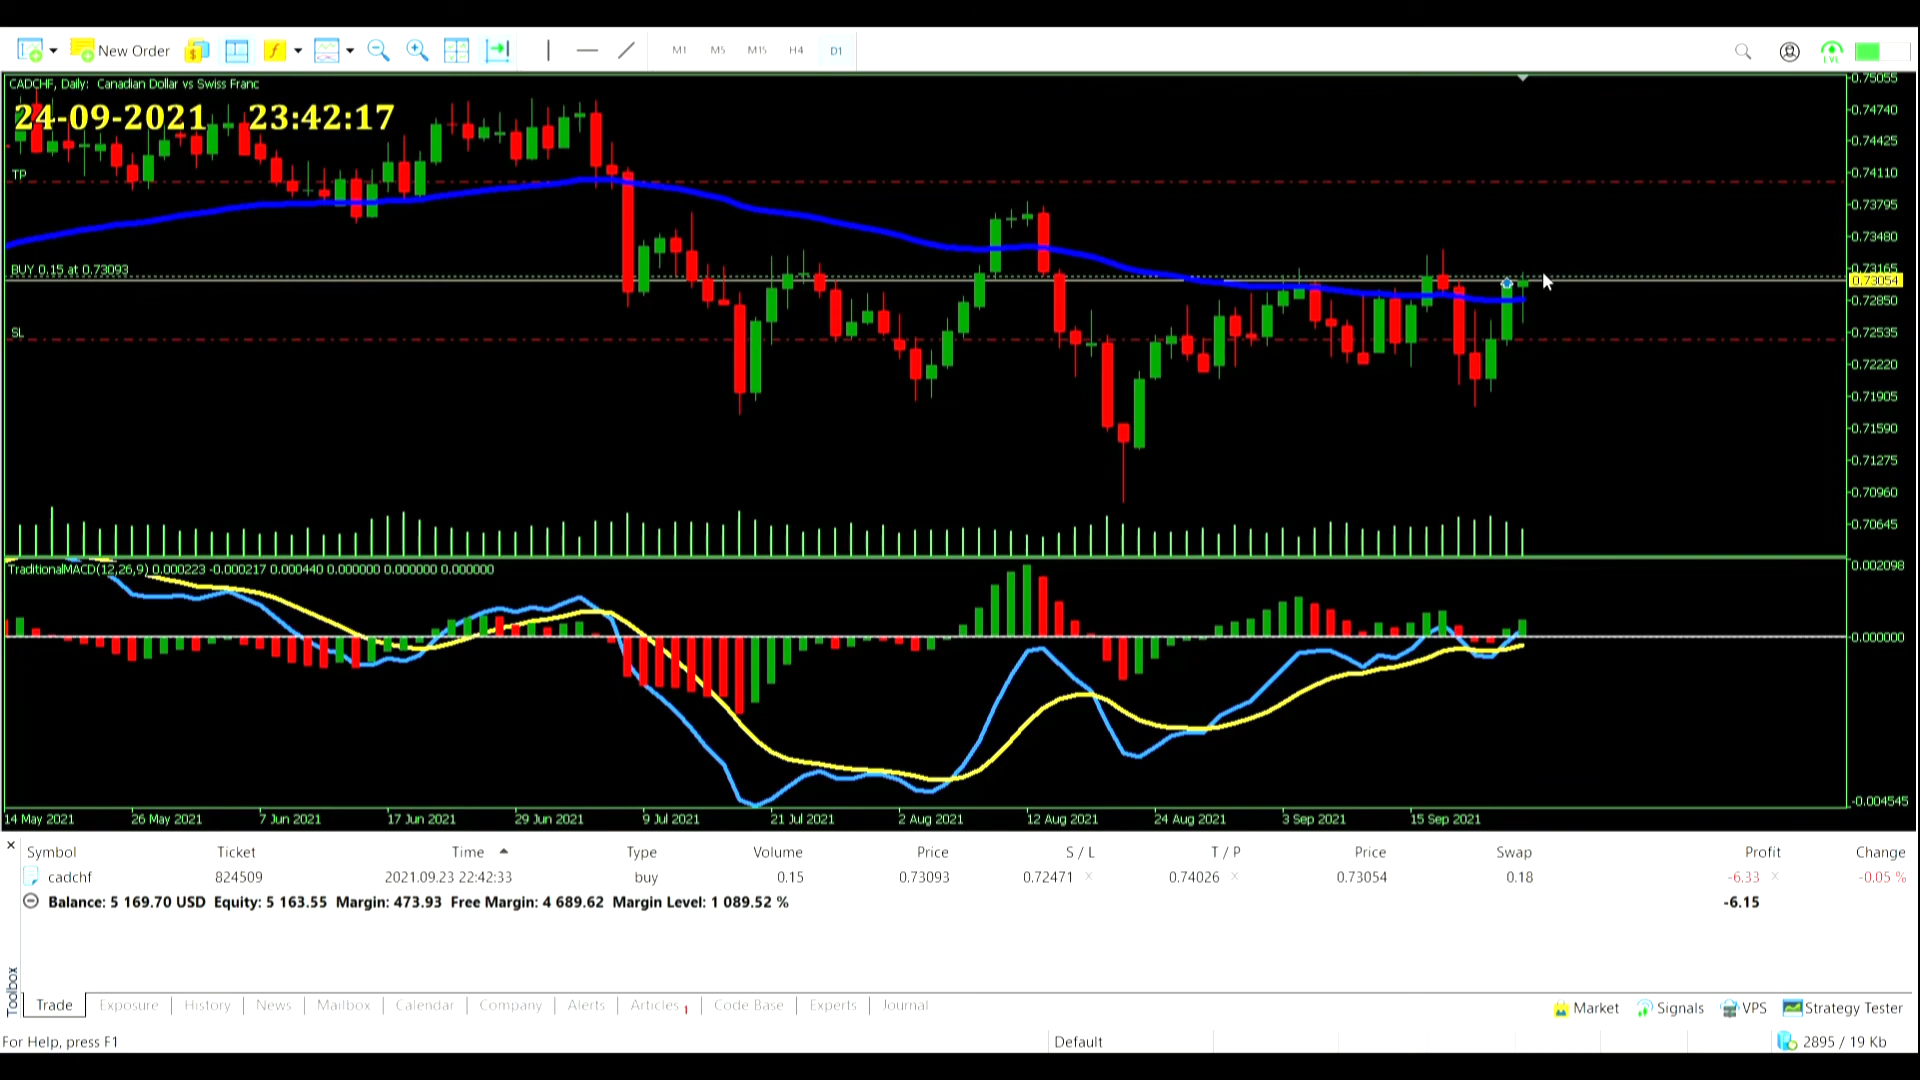 New Order M1 M5 M15 H4 D1 LVL
CADCHF, Daily: Canadian Dollar vs Swiss Franc
24-09-2021 23:42:17
TP
BUY 0.15 at 0.73093
SL
0.75055
0.74740
0.74425
0.74110
0.73795
0.73480
0.73165
0.73054
0.72850
0.72535
0.72220
0.71905
0.71590
0.71275
0.70960
0.70645
TraditionalMACD(12,26,9) 0.000223 -0.000217 0.000440 0.000000 0.000000 0.000000
0.002098
0.000000
-0.004545
14 May 2021 26 May 2021 7 Jun 2021 17 Jun 2021 29 Jun 2021 9 Jul 2021 21 Jul 2021 2 Aug 2021 12 Aug 2021 24 Aug 2021 3 Sep 2021 15 Sep 2021
Symbol Ticket Time Type Volume Price S / L T / P Price Swap Profit Change
cadchf 824509 2021.09.23 22:42:33 buy 0.15 0.73093 0.72471 × 0.74026 × 0.73054 0.18 -6.33 × -0.05 %
Balance: 5 169.70 USD Equity: 5 163.55 Margin: 473.93 Free Margin: 4 689.62 Margin Level: 1 089.52 % -6.15
Toolbox
Trade Exposure History News Mailbox Calendar Company Alerts Articles 1 Code Base Experts Journal Market Signals VPS Strategy Tester
For Help, press F1 Default 2895 / 19 Kb